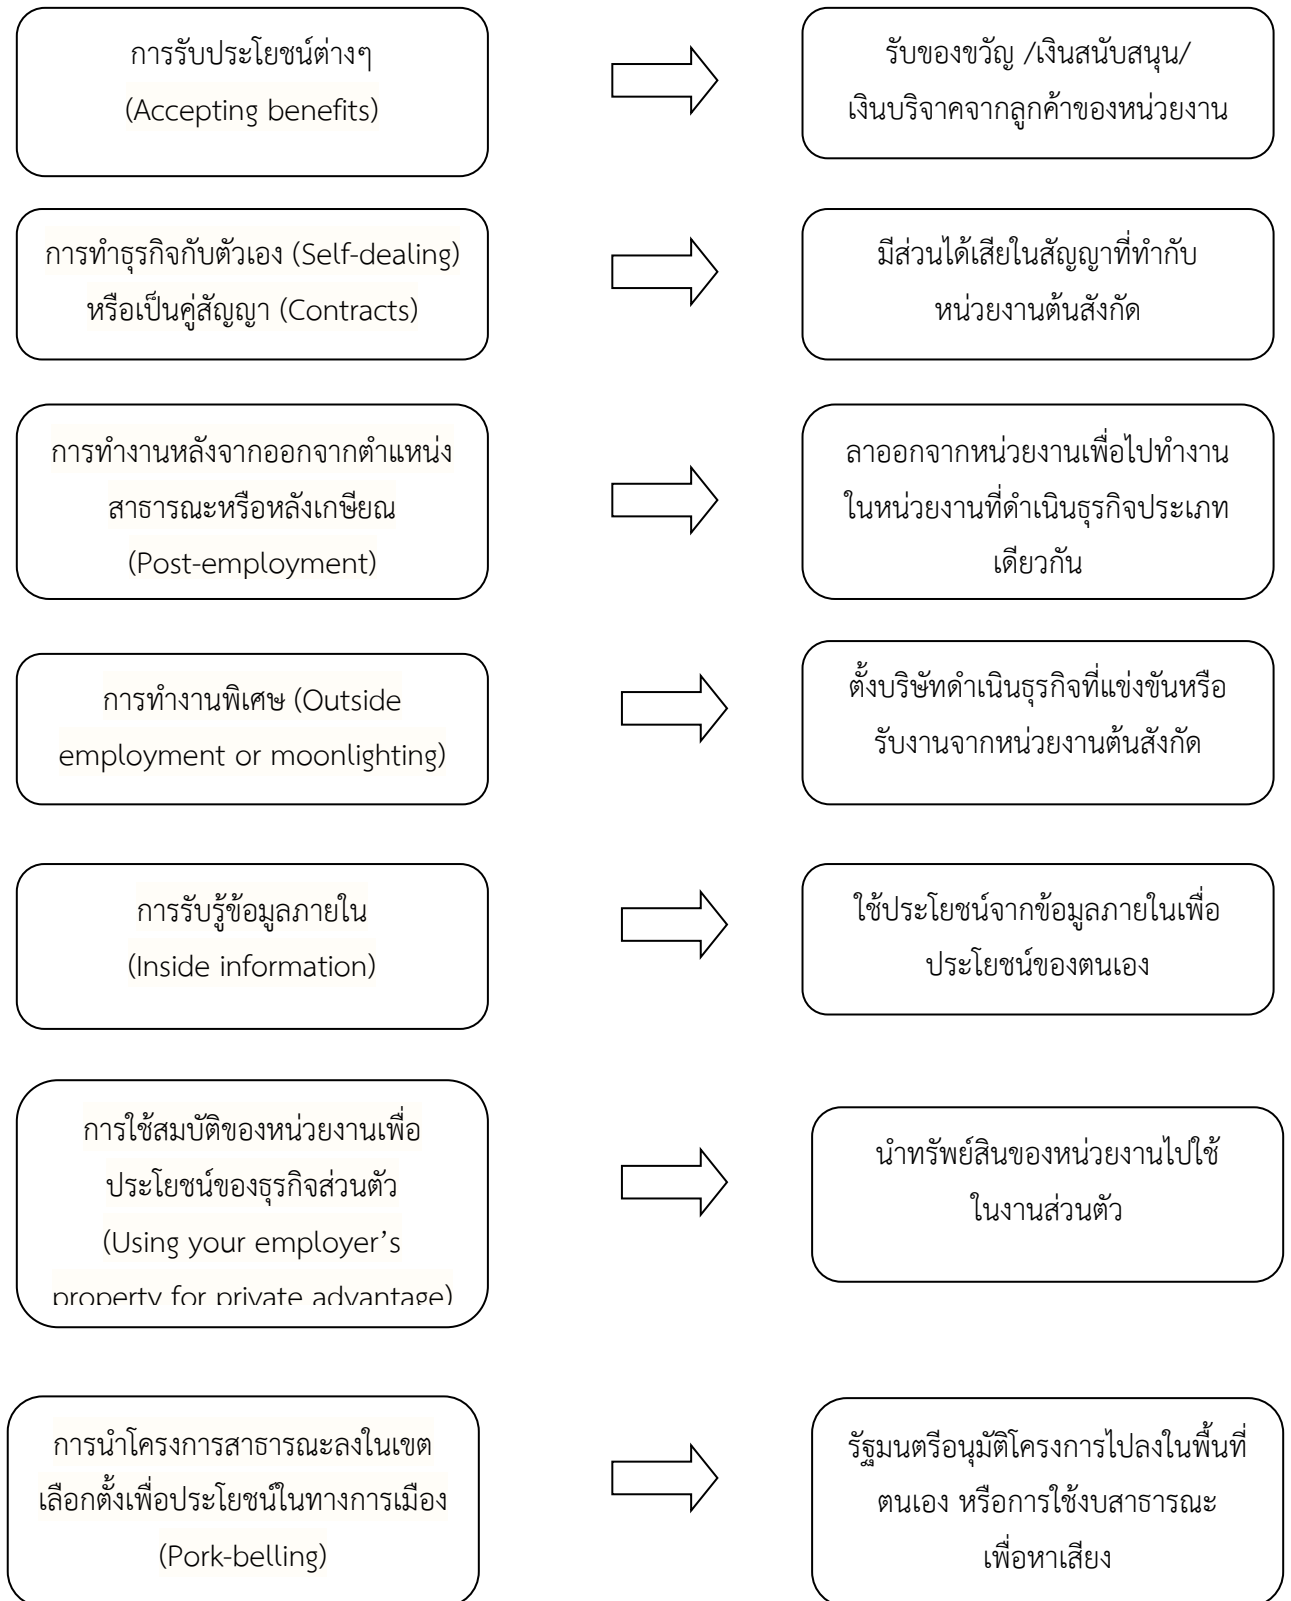 การรับประโยชน์ต่างๆ
(Accepting benefits)
รับของขวัญ /เงินสนับสนุน/
เงินบริจาคจากลูกค้าของหน่วยงาน
การทำธุรกิจกับตัวเอง (Self-dealing)
หรือเป็นคู่สัญญา (Contracts)
มีส่วนได้เสียในสัญญาที่ทำกับ
หน่วยงานต้นสังกัด
การทำงานหลังจากออกจากตำแหน่ง
สาธารณะหรือหลังเกษียณ
(Post-employment)
ลาออกจากหน่วยงานเพื่อไปทำงาน
ในหน่วยงานที่ดำเนินธุรกิจประเภท
เดียวกัน
การทำงานพิเศษ (Outside
employment or moonlighting)
ตั้งบริษัทดำเนินธุรกิจที่แข่งขันหรือ
รับงานจากหน่วยงานต้นสังกัด
การรับรู้ข้อมูลภายใน
(Inside information)
ใช้ประโยชน์จากข้อมูลภายในเพื่อ
ประโยชน์ของตนเอง
การใช้สมบัติของหน่วยงานเพื่อ
ประโยชน์ของธุรกิจส่วนตัว
(Using your employer’s
property for private advantage)
นำทรัพย์สินของหน่วยงานไปใช้
ในงานส่วนตัว
การนำโครงการสาธารณะลงในเขต
เลือกตั้งเพื่อประโยชน์ในทางการเมือง
(Pork-belling)
รัฐมนตรีอนุมัติโครงการไปลงในพื้นที่
ตนเอง หรือการใช้งบสาธารณะ
เพื่อหาเสียง